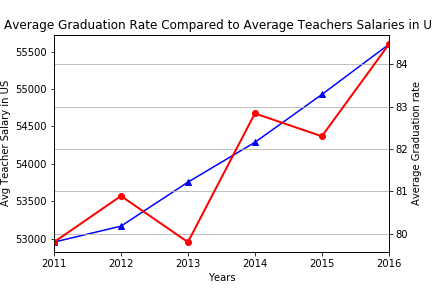 Average Graduation Rate Compared to Average Teachers Salaries in U
55500
55000
54500
54000
53500
53000
84
83
82
81
80
Avg Teacher Salary in US
Average Graduation rate
2011 2012 2013 2014 2015 2016
Years